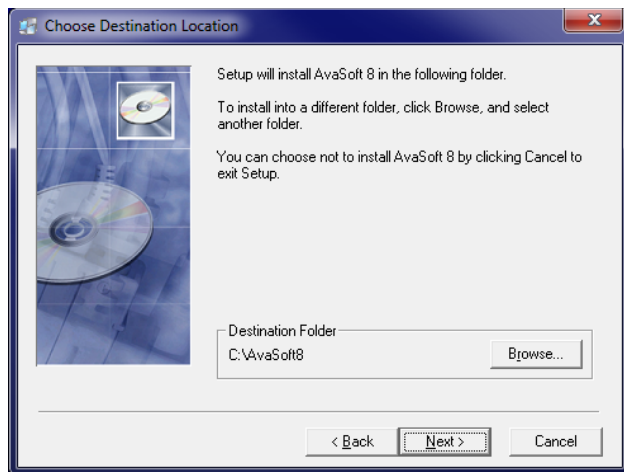 Choose Destination Location
Setup will install AvaSoft 8 in the following folder.
To install into a different folder, click Browse, and select
another folder.
You can choose not to install AvaSoft 8 by clicking Cancel to
exit Setup.
Destination Folder
C:\AvaSoft8
Browse...
< Back
Next >
Cancel